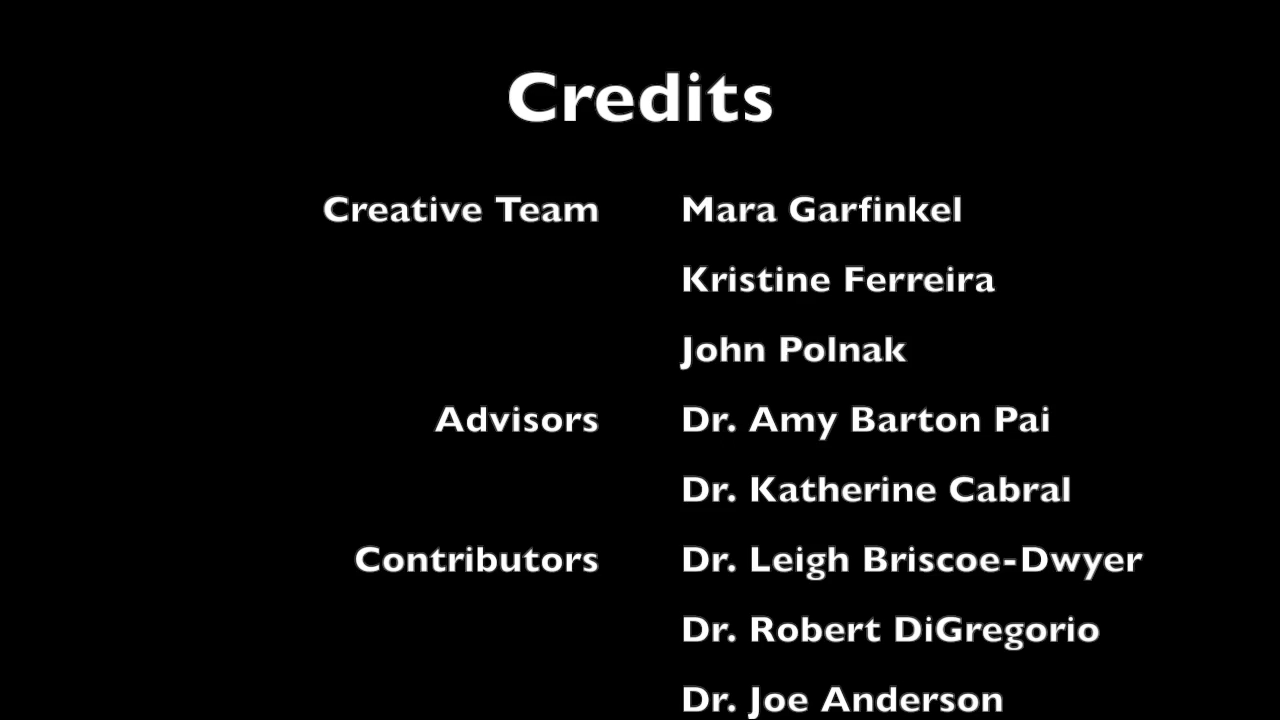 Credits
Creative Team Mara Garfinkel
Kristine Ferreira
John Polnak
Advisors Dr. Amy Barton Pai
Dr. Katherine Cabral
Contributors Dr. Leigh Briscoe-Dwyer
Dr. Robert DiGregorio
Dr. Joe Anderson